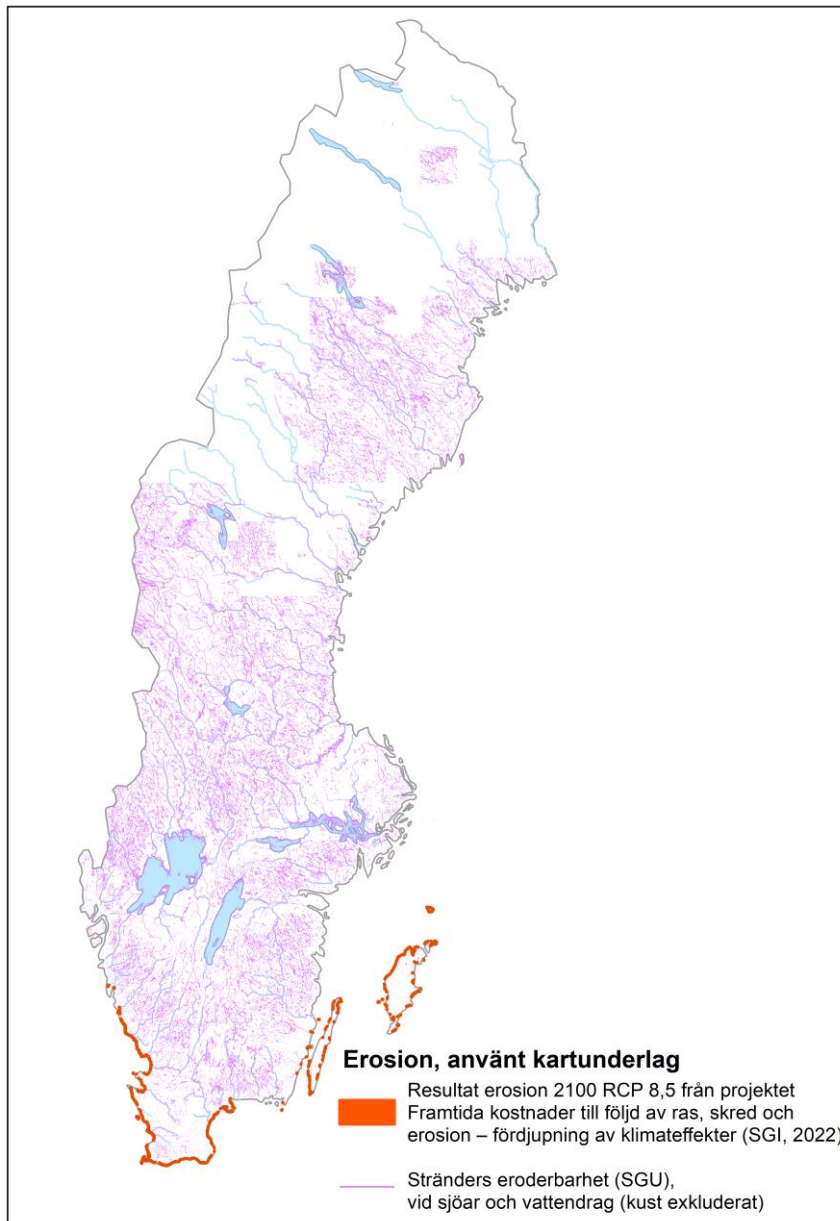 Erosion, använt kartunderlag
Resultat erosion 2100 RCP 8,5 från projektet
Framtida kostnader till följd av ras, skred och
erosion – fördjupning av klimateffekter (SGI, 2022)
Stränders eroderbarhet (SGU),
vid sjöar och vattendrag (kust exkluderat)